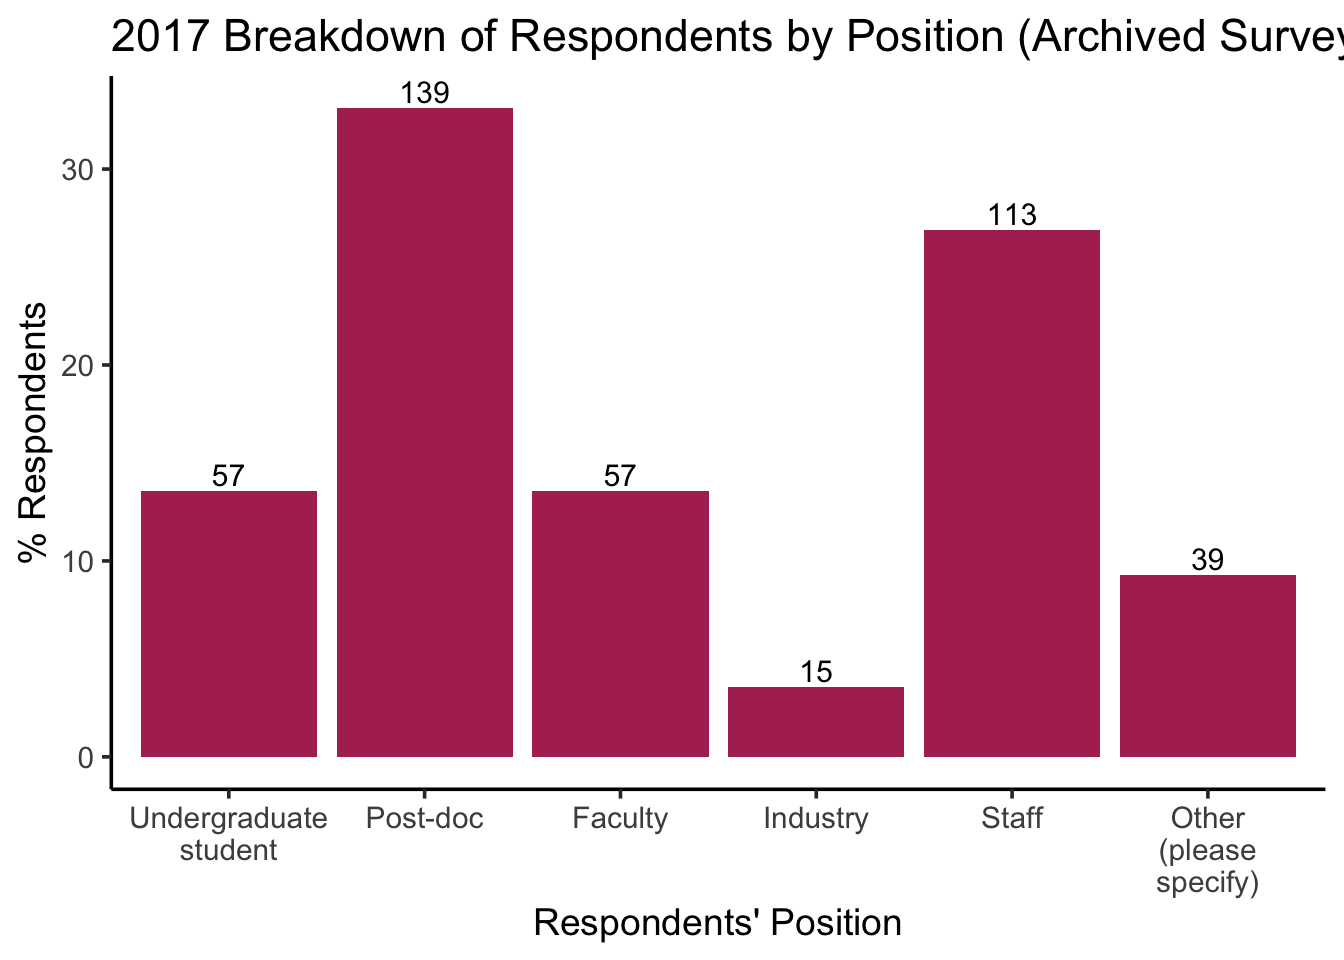 2017 Breakdown of Respondents by Position (Archived Survey
% Respondents
30
20
10
0
57
139
57
15
113
39
Undergraduate
student
Post-doc
Faculty
Industry
Staff
Other
(please
specify)
Respondents' Position